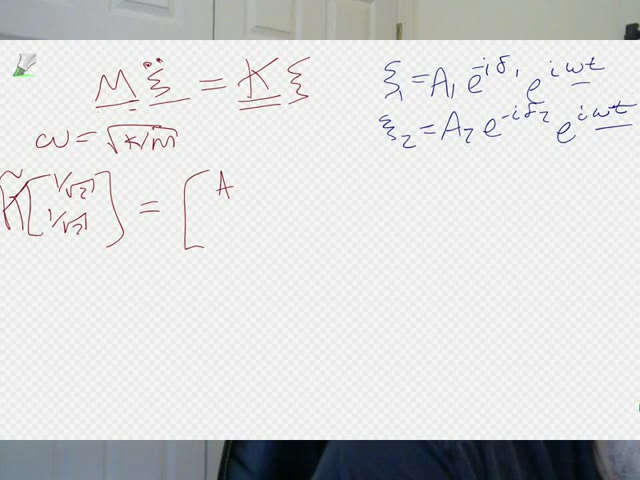 M ξ̈ = K ξ
ω = √K/m
K̃ [ 1/√2 1/√2 ] = [ A
ξ₁ = A₁ e^-iδ₁ e^iωt
ξ₂ = A₂ e^-iδ₂ e^iωt